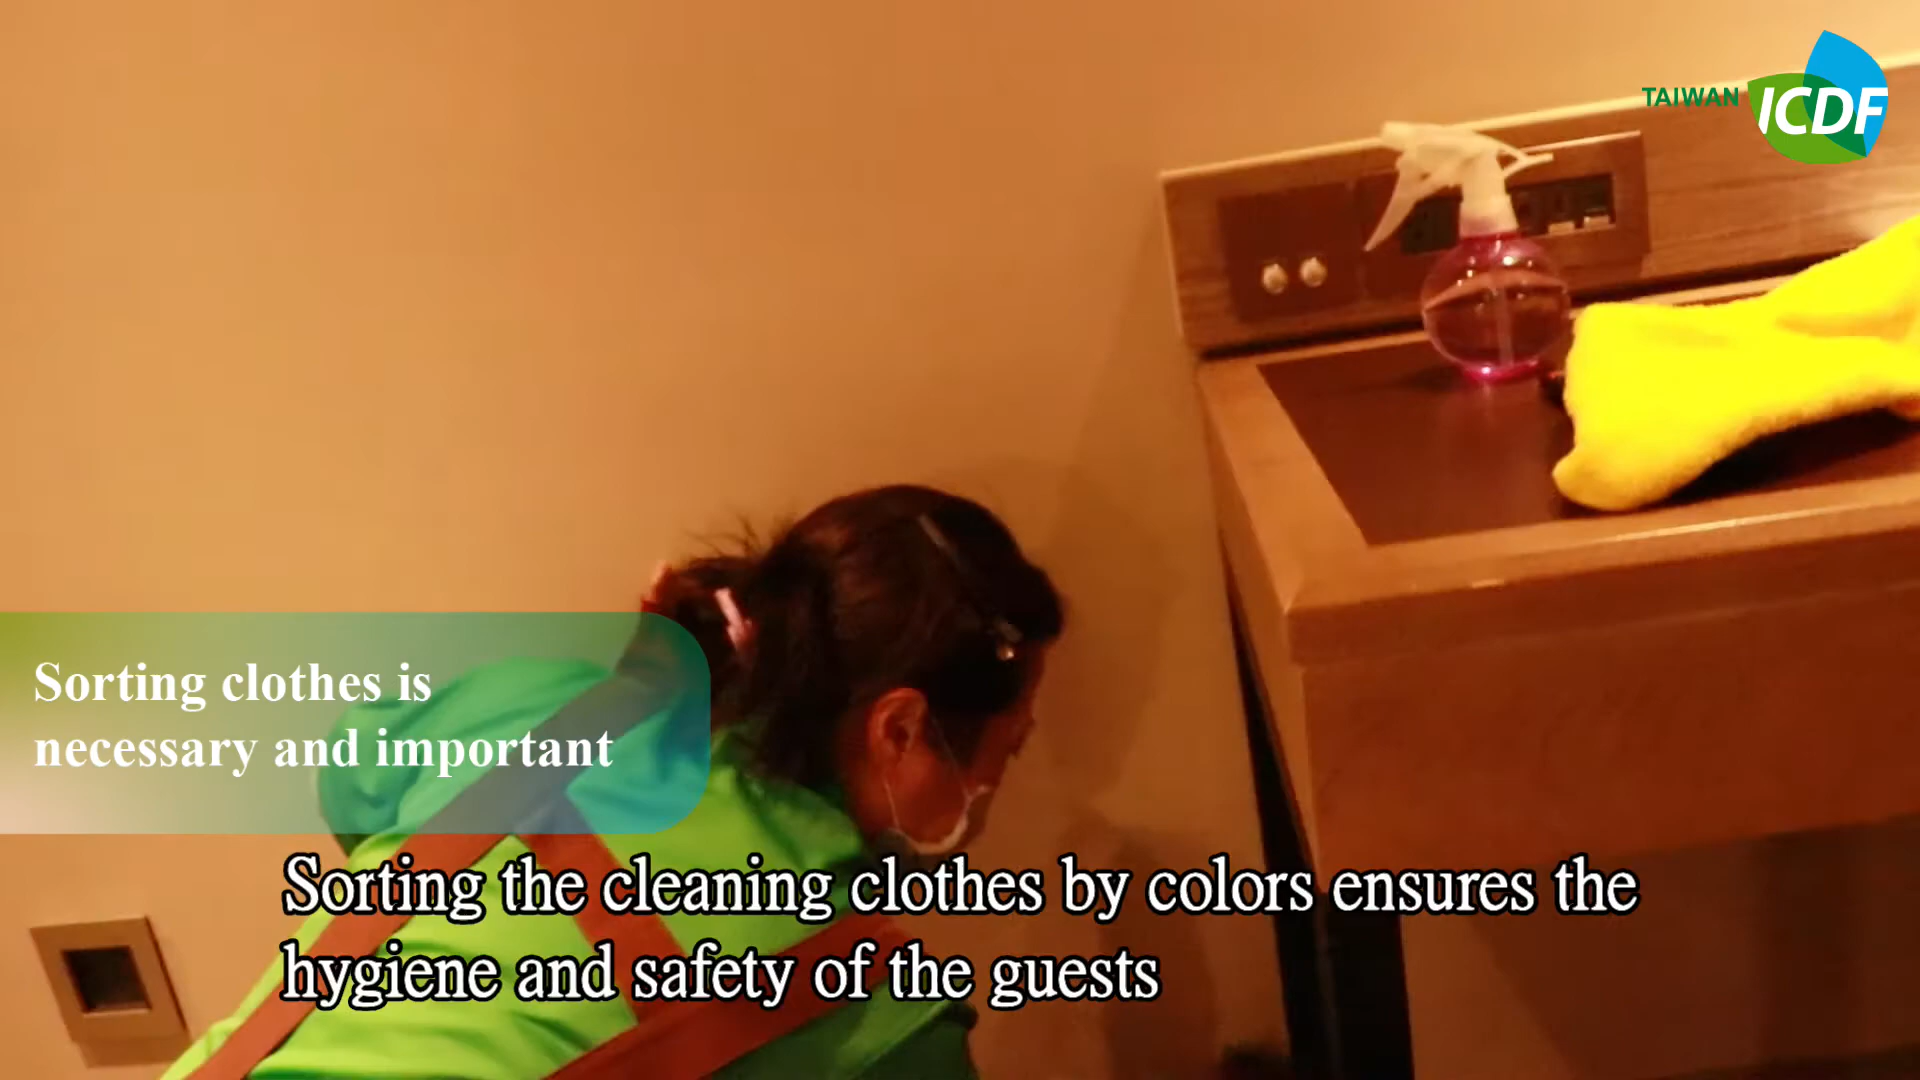 TAIWAN ICDF
Sorting clothes is
necessary and important
Sorting the cleaning clothes by colors ensures the
hygiene and safety of the guests